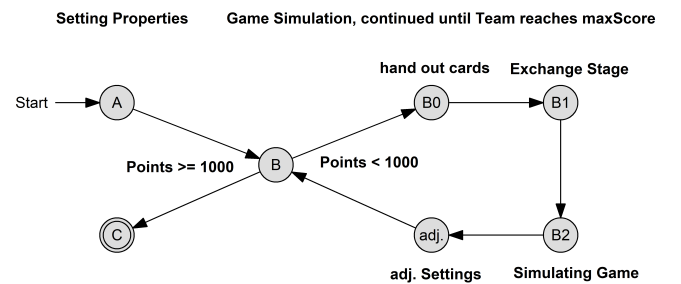 Setting Properties
Game Simulation, continued until Team reaches maxScore
hand out cards
Exchange Stage
Start
A
B0
B1
Points >= 1000
B
Points < 1000
C
adj.
B2
adj. Settings
Simulating Game